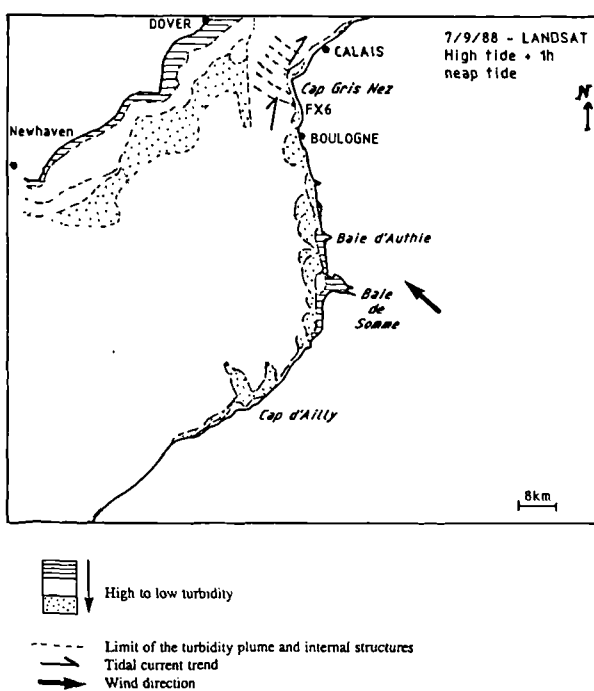 DOVER
7/9/88 - LANDSAT
High tide + 1h
neap tide
N
CALAIS
Cap Gris Nez
FX6
BOULOGNE
Newhaven
Baie d'Authie
Baie
de
Somme
Cap d'Ailly
8km
High to low turbidity
Limit of the turbidity plume and internal structures
Tidal current trend
Wind direction